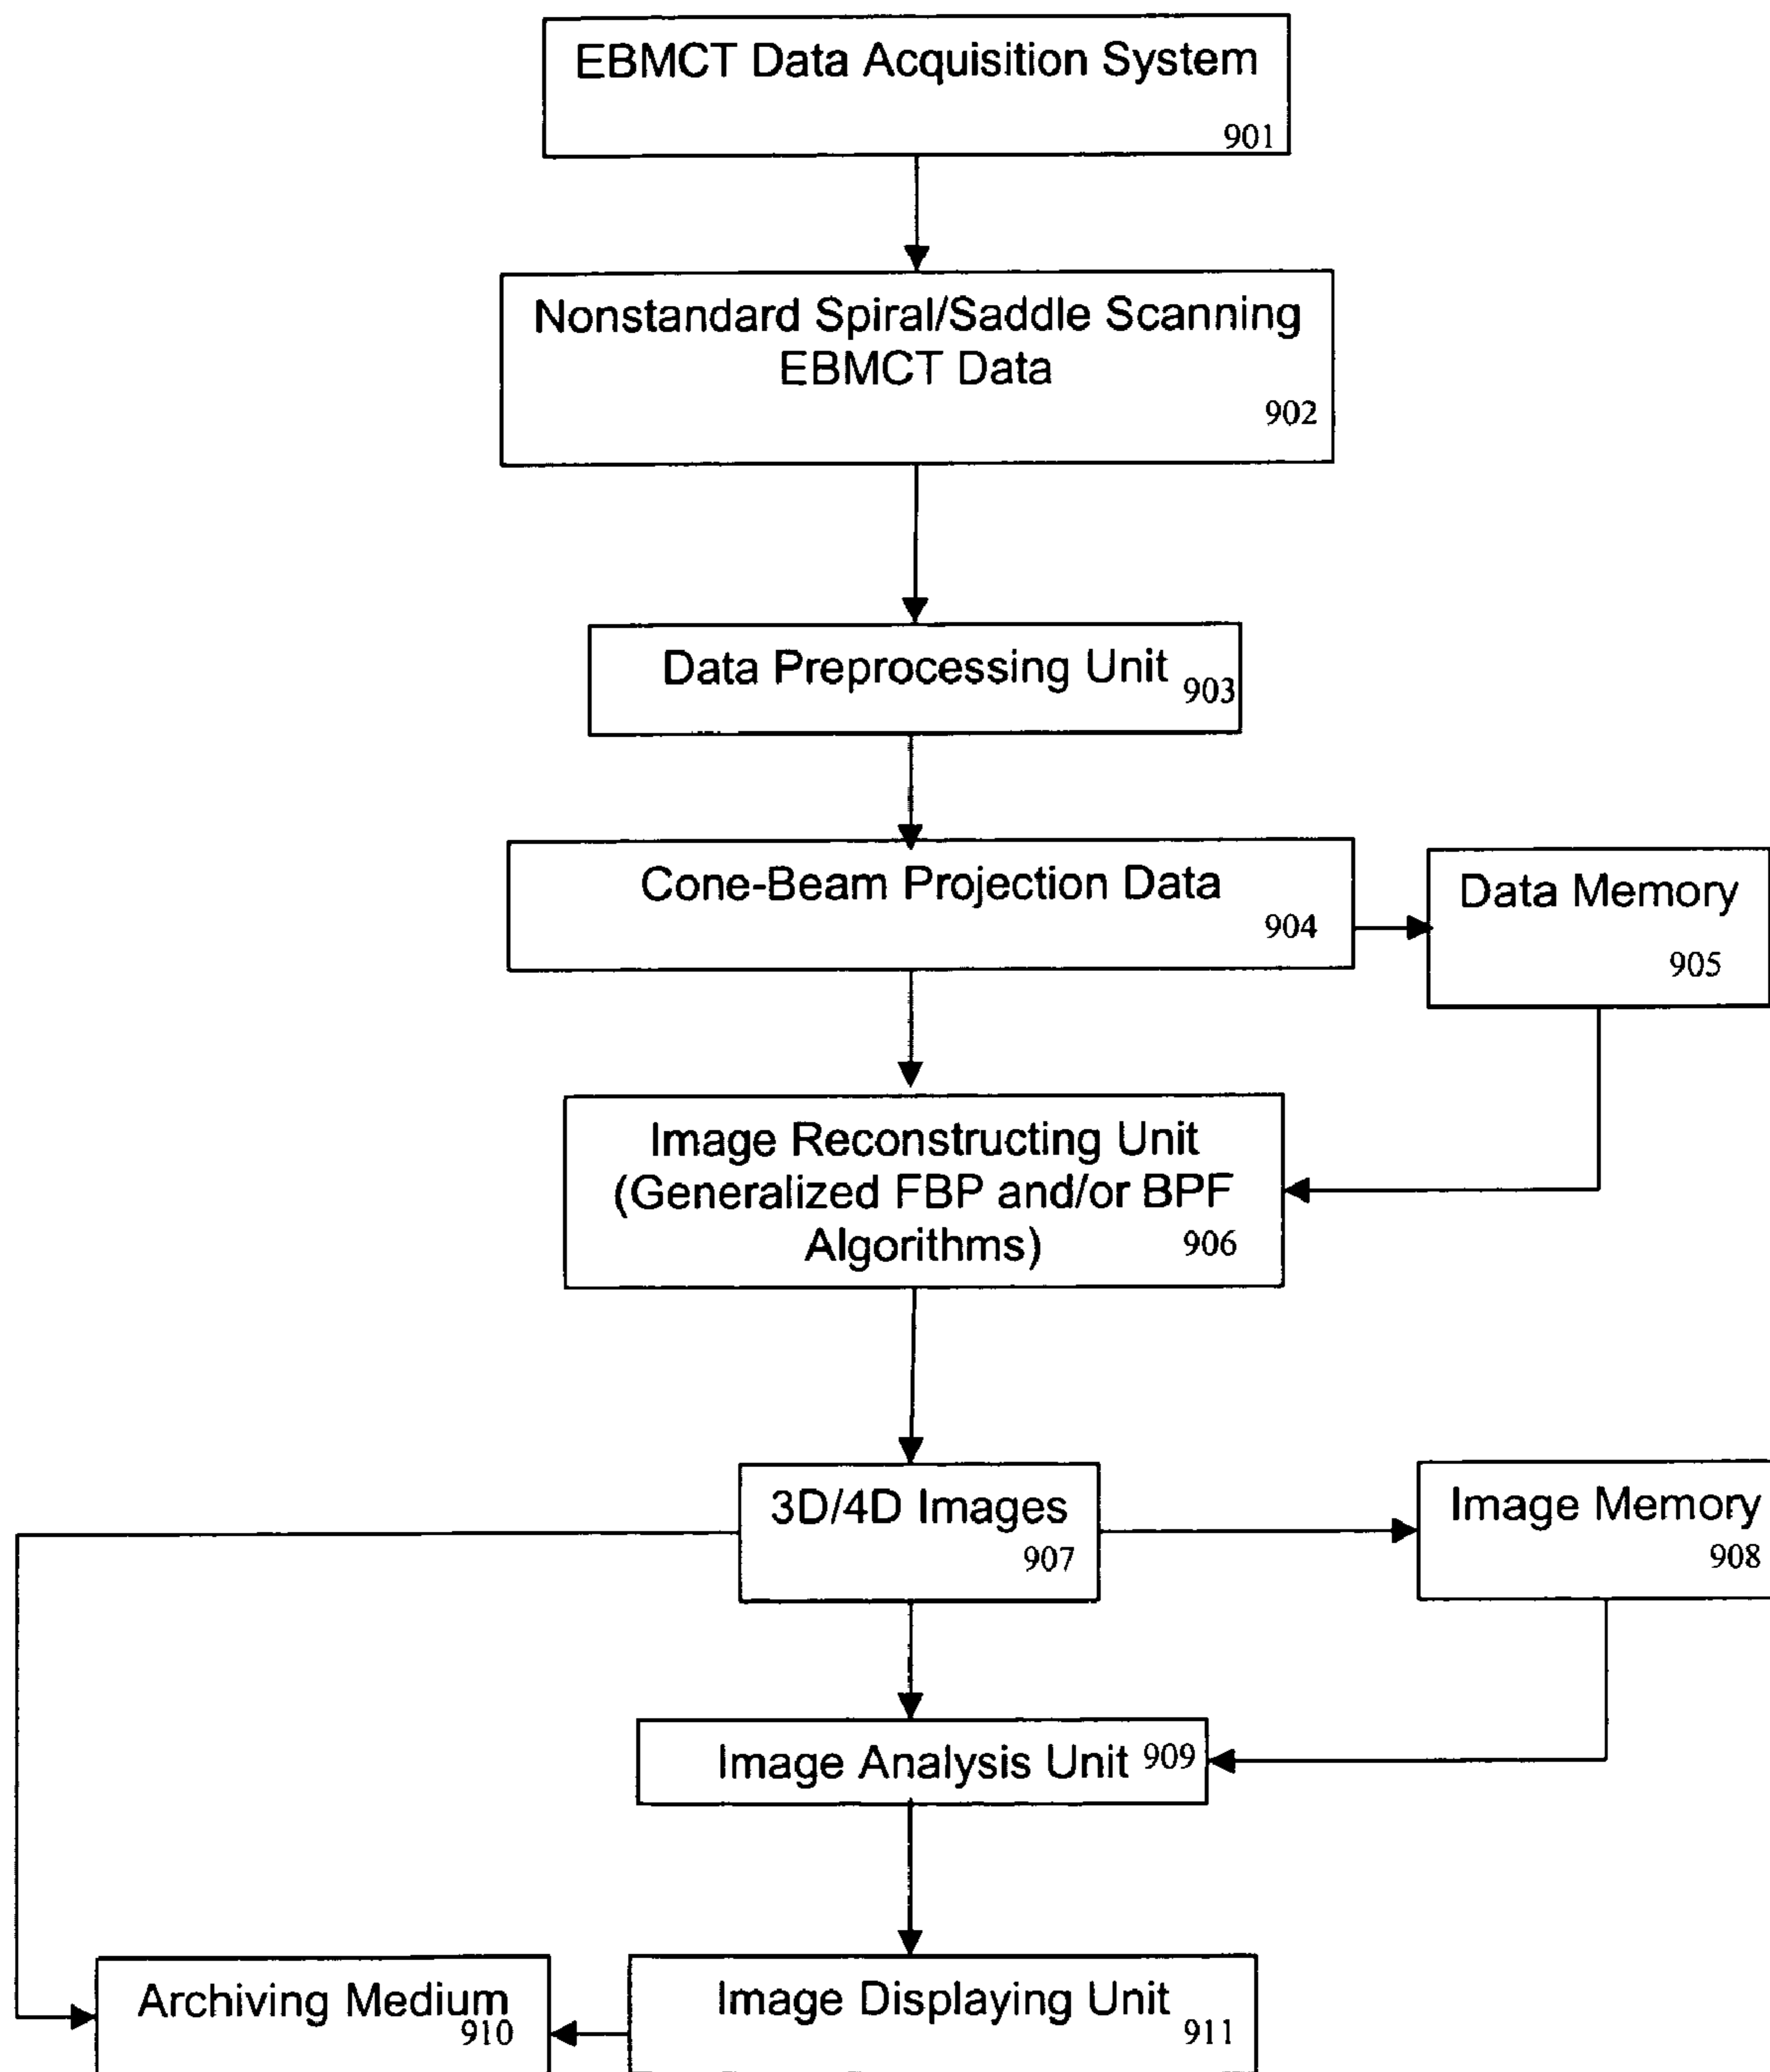 EBMCT Data Acquisition System
901
Nonstandard Spiral/Saddle Scanning
EBMCT Data
902
Data Preprocessing Unit 903
Cone-Beam Projection Data
904
Data Memory
905
Image Reconstructing Unit
(Generalized FBP and/or BPF
Algorithms) 906
3D/4D Images
907
Image Memory
908
Image Analysis Unit 909
Archiving Medium
910
Image Displaying Unit
911